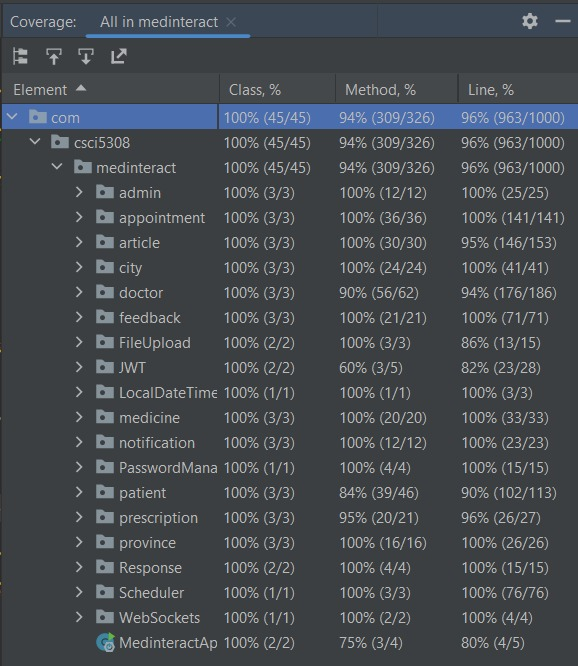 Coverage: All in medinteract
Element Class, % Method, % Line, %
com 100% (45/45) 94% (309/326) 96% (963/1000)
csci5308 100% (45/45) 94% (309/326) 96% (963/1000)
medinteract 100% (45/45) 94% (309/326) 96% (963/1000)
admin 100% (3/3) 100% (12/12) 100% (25/25)
appointment 100% (3/3) 100% (36/36) 100% (141/141)
article 100% (3/3) 100% (30/30) 95% (146/153)
city 100% (3/3) 100% (24/24) 100% (41/41)
doctor 100% (3/3) 90% (56/62) 94% (176/186)
feedback 100% (3/3) 100% (21/21) 100% (71/71)
FileUpload 100% (2/2) 100% (3/3) 86% (13/15)
JWT 100% (2/2) 60% (3/5) 82% (23/28)
LocalDateTime 100% (1/1) 100% (1/1) 100% (3/3)
medicine 100% (3/3) 100% (20/20) 100% (33/33)
notification 100% (3/3) 100% (12/12) 100% (23/23)
PasswordMana 100% (1/1) 100% (4/4) 100% (15/15)
patient 100% (3/3) 84% (39/46) 90% (102/113)
prescription 100% (3/3) 95% (20/21) 96% (26/27)
province 100% (3/3) 100% (16/16) 100% (26/26)
Response 100% (2/2) 100% (4/4) 100% (15/15)
Scheduler 100% (1/1) 100% (3/3) 100% (76/76)
WebSockets 100% (1/1) 100% (2/2) 100% (4/4)
MedinteractAp 100% (2/2) 75% (3/4) 80% (4/5)